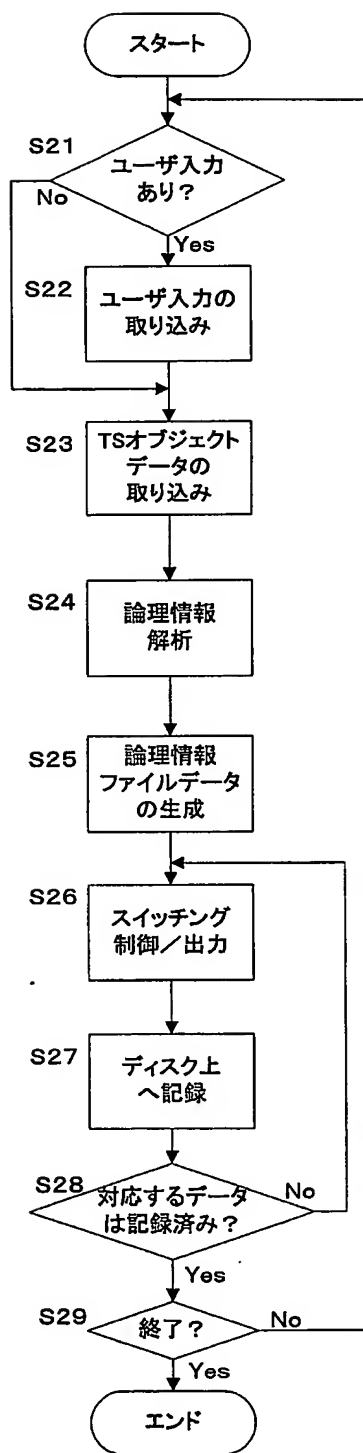 スタート
S21
ユーザ入力
あり?
No
Yes
S22
ユーザ入力の
取り込み
S23
TSオブジェクト
データの
取り込み
S24
論理情報
解析
S25
論理情報
ファイルデータ
の生成
S26
スイッチング
制御/出力
S27
ディスク上
へ記録
S28
対応するデータ
は記録済み?
No
Yes
S29
終了?
No
Yes
エンド